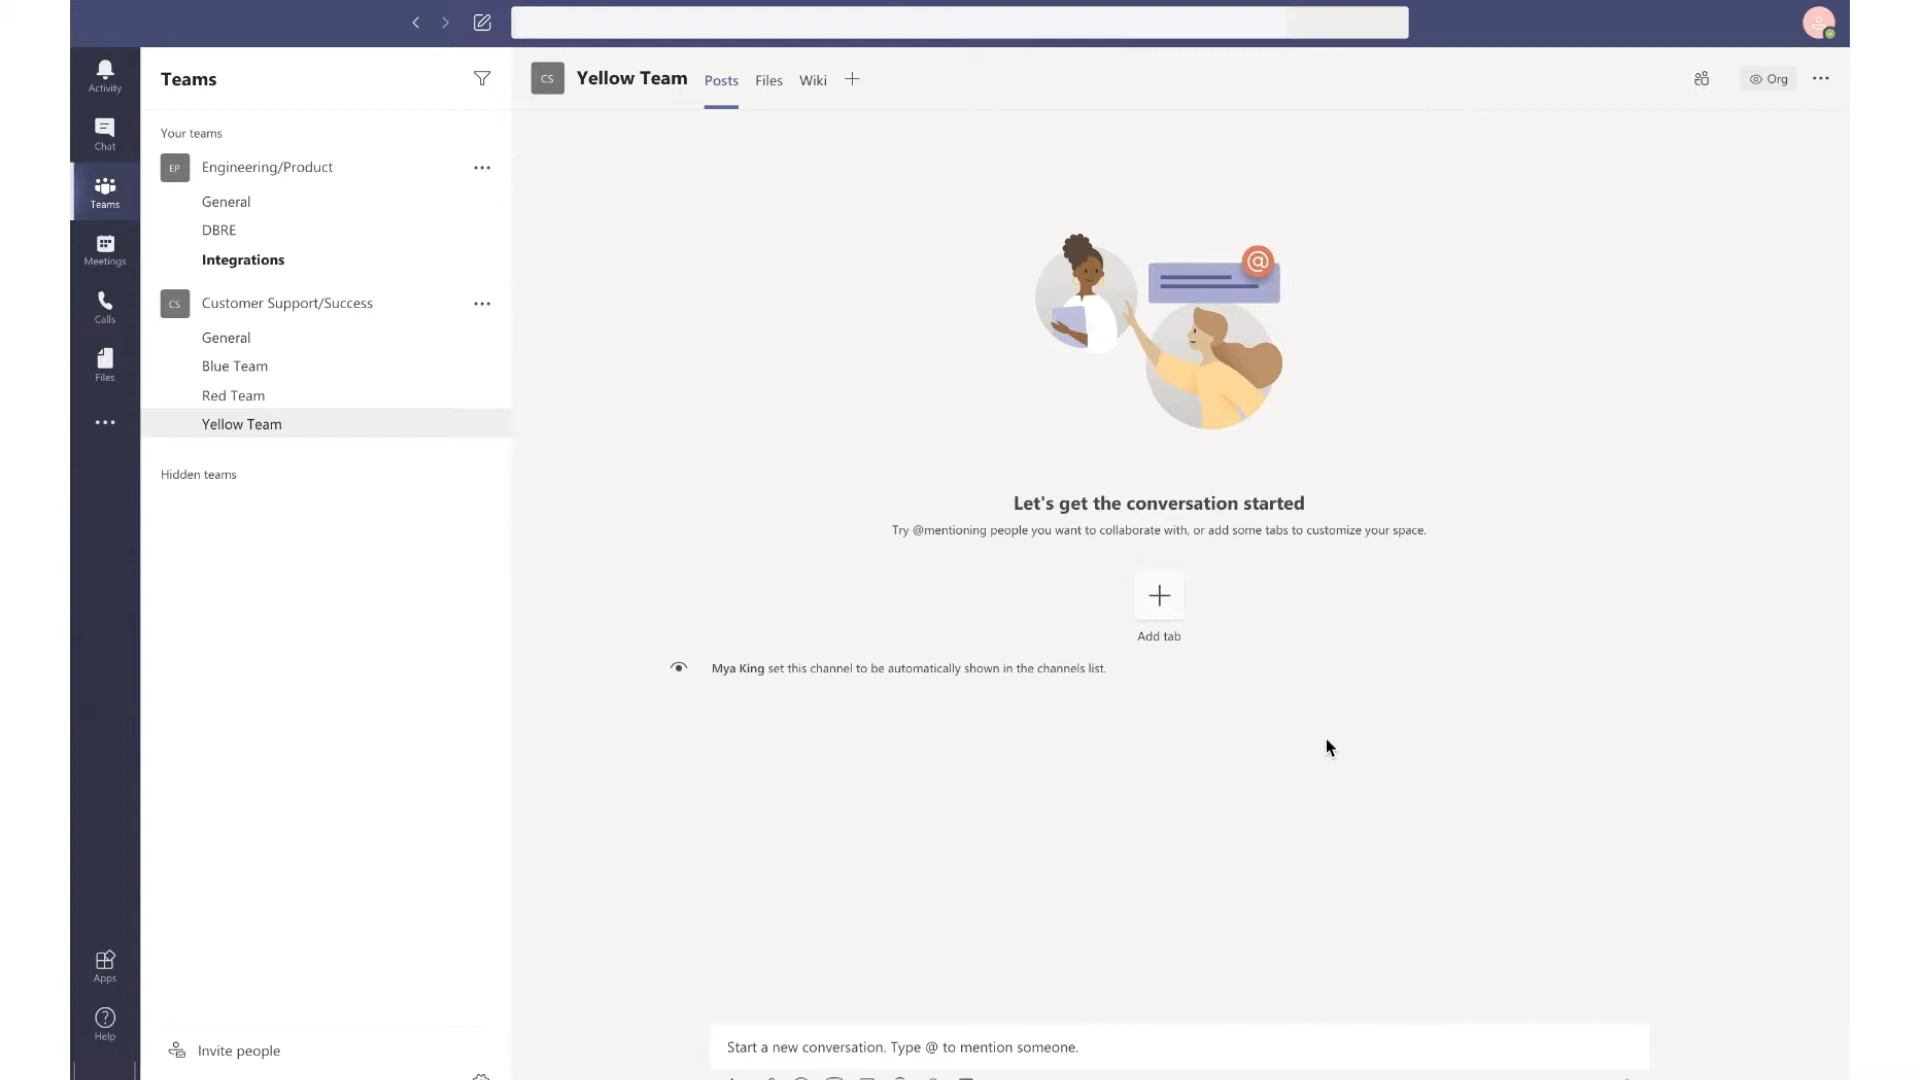 Activity
Chat
Teams
Meetings
Calls
Files
Apps
Help
Teams
Your teams
EP Engineering/Product
General
DBRE
Integrations
CS Customer Support/Success
General
Blue Team
Red Team
Yellow Team
Hidden teams
Invite people
CS Yellow Team Posts Files Wiki
Org
@
Let's get the conversation started
Try @mentioning people you want to collaborate with, or add some tabs to customize your space.
Add tab
Mya King set this channel to be automatically shown in the channels list.
Start a new conversation. Type @ to mention someone.